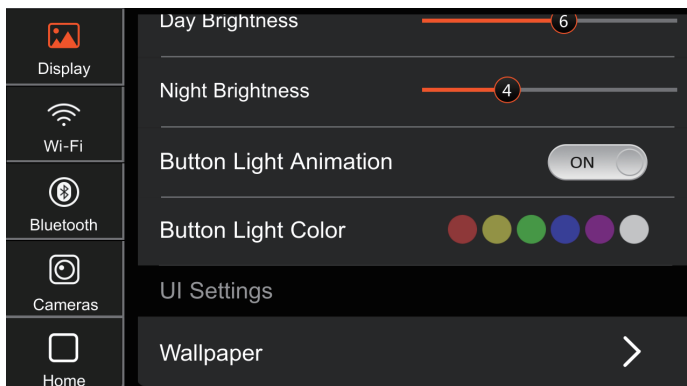 Display
Wi-Fi
Bluetooth
Cameras
Home
Day Brightness 6
Night Brightness 4
Button Light Animation ON
Button Light Color
UI Settings
Wallpaper